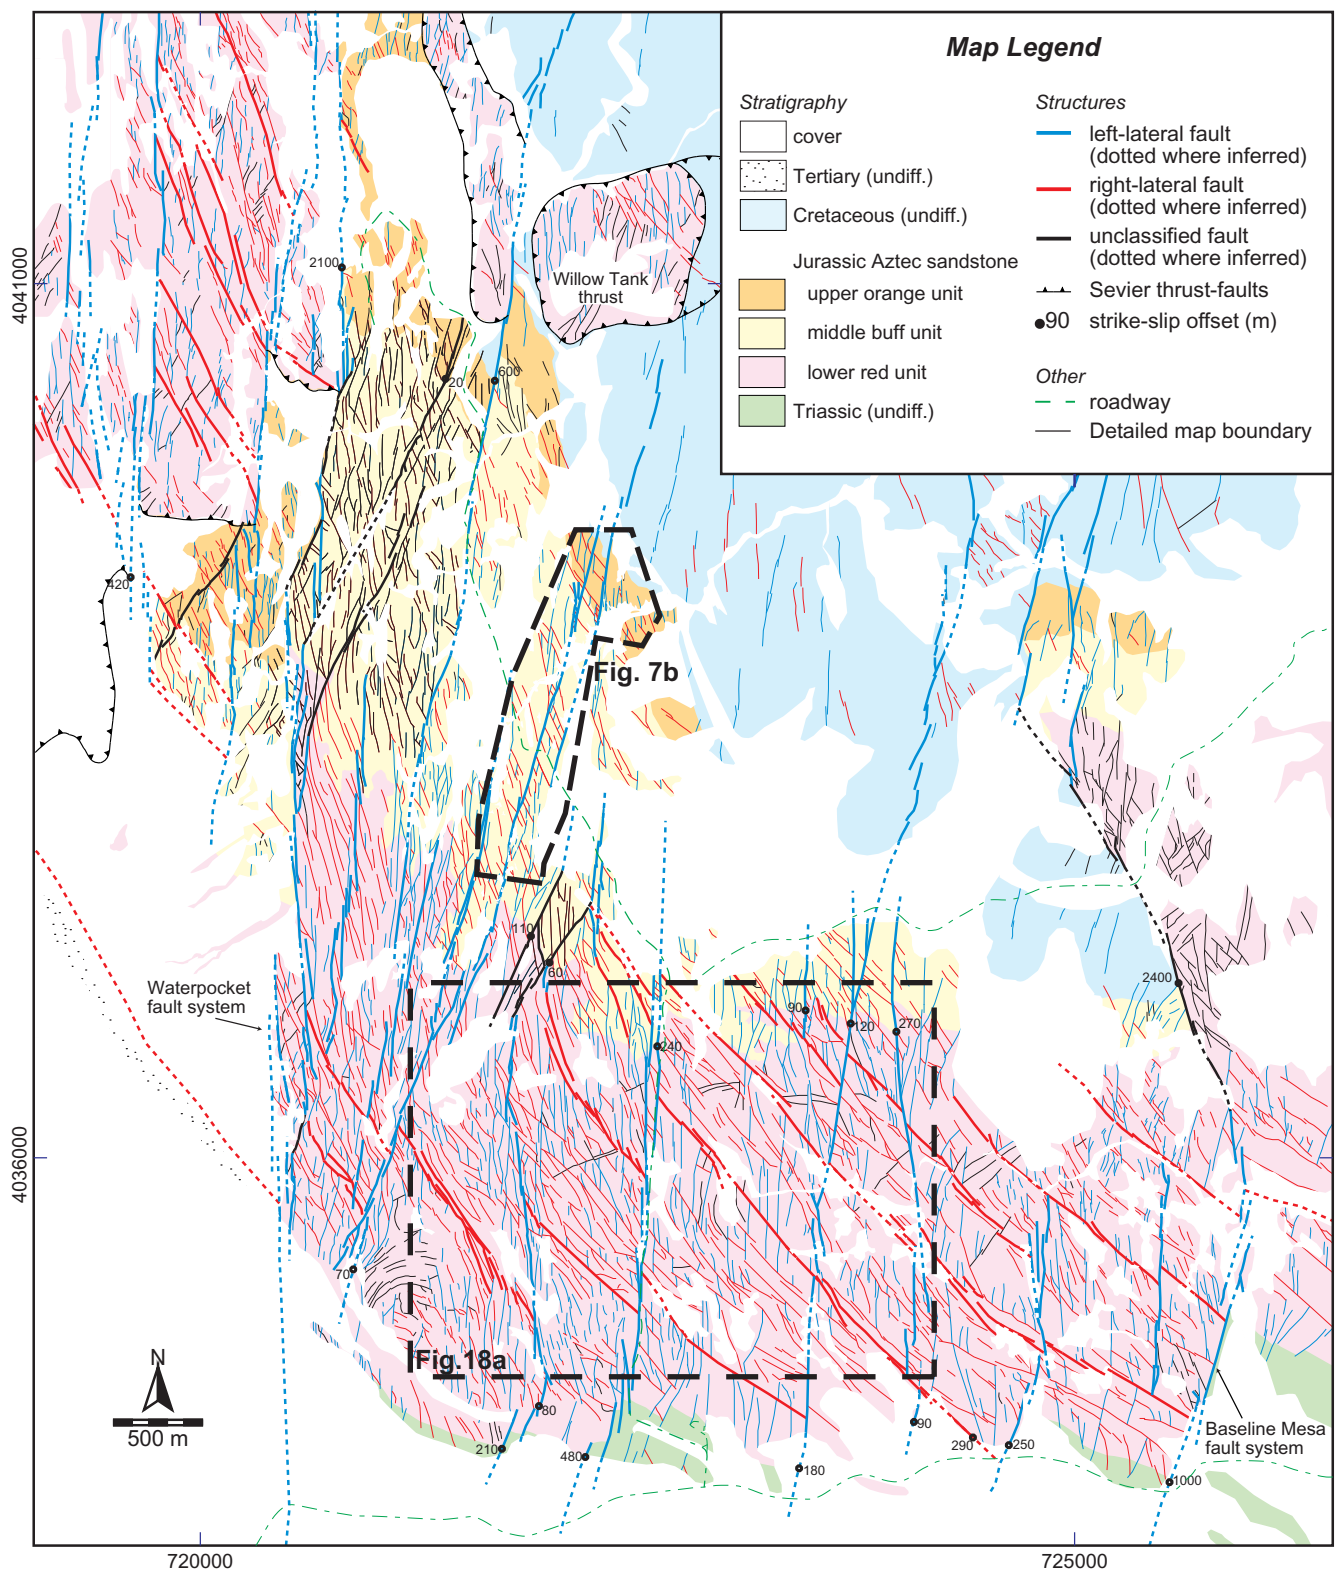 Map Legend
Stratigraphy
cover
Tertiary (undiff.)
Cretaceous (undiff.)
Jurassic Aztec sandstone
upper orange unit
middle buff unit
lower red unit
Triassic (undiff.)
Structures
left-lateral fault
(dotted where inferred)
right-lateral fault
(dotted where inferred)
unclassified fault
(dotted where inferred)
Sevier thrust-faults
90 strike-slip offset (m)
Other
roadway
Detailed map boundary
4041000
2100
Willow Tank
thrust
20
600
420
Fig. 7b
110
60
Waterpocket
fault system
2400
90
120
270
240
4036000
70
Fig.18a
N
500 m
80
210
480
180
90
290
250
1000
Baseline Mesa
fault system
720000
725000